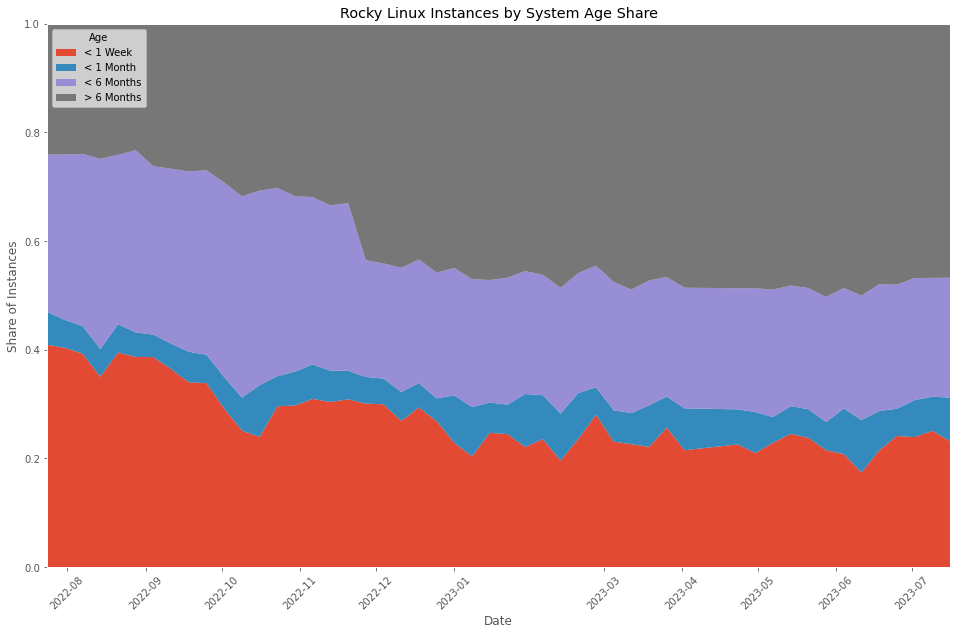 Rocky Linux Instances by System Age Share
1.0
0.8
0.6
0.4
0.2
0.0
Share of Instances
Age
< 1 Week
< 1 Month
< 6 Months
> 6 Months
2022-08
2022-09
2022-10
2022-11
2022-12
2023-01
2023-03
2023-04
2023-05
2023-06
2023-07
Date